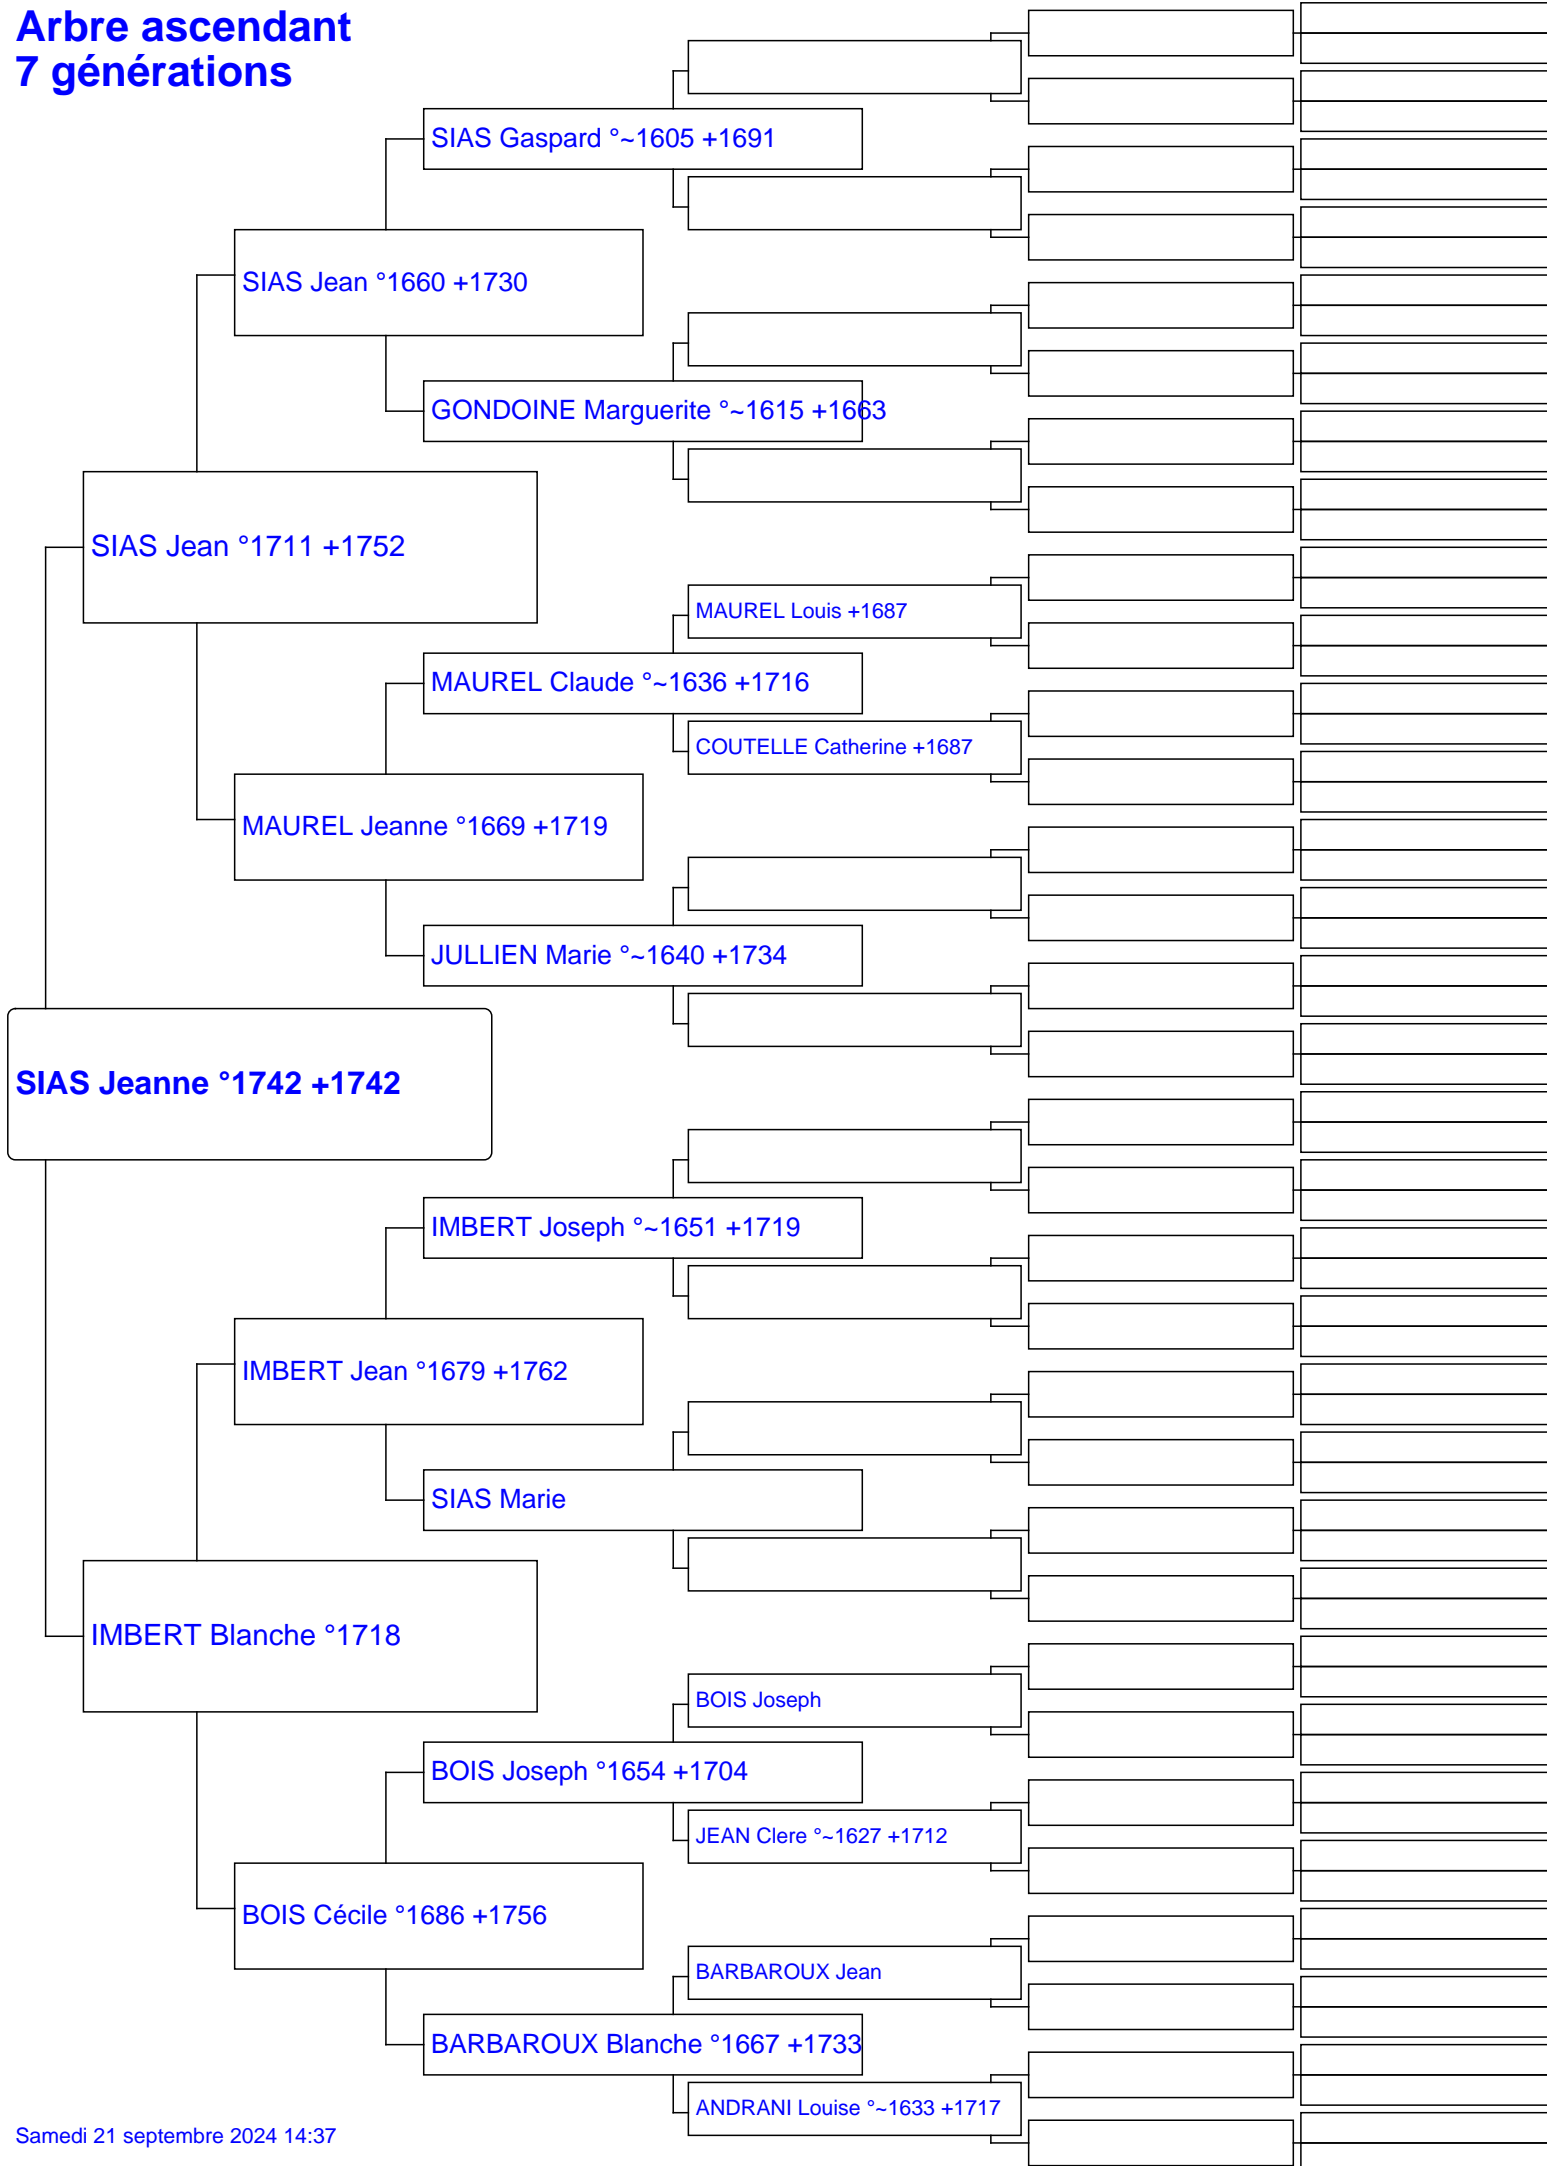 Arbre ascendant
7 générations
SIAS Gaspard °~1605 +1691
SIAS Jean °1660 +1730
GONDOINE Marguerite °~1615 +1663
SIAS Jean °1711 +1752
MAUREL Louis +1687
MAUREL Claude °~1636 +1716
COUTELLE Catherine +1687
MAUREL Jeanne °1669 +1719
JULLIEN Marie °~1640 +1734
SIAS Jeanne °1742 +1742
IMBERT Joseph °~1651 +1719
IMBERT Jean °1679 +1762
SIAS Marie
IMBERT Blanche °1718
BOIS Joseph
BOIS Joseph °1654 +1704
JEAN Clere °~1627 +1712
BOIS Cécile °1686 +1756
BARBAROUX Jean
BARBAROUX Blanche °1667 +1733
ANDRANI Louise °~1633 +1717
Samedi 21 septembre 2024 14:37